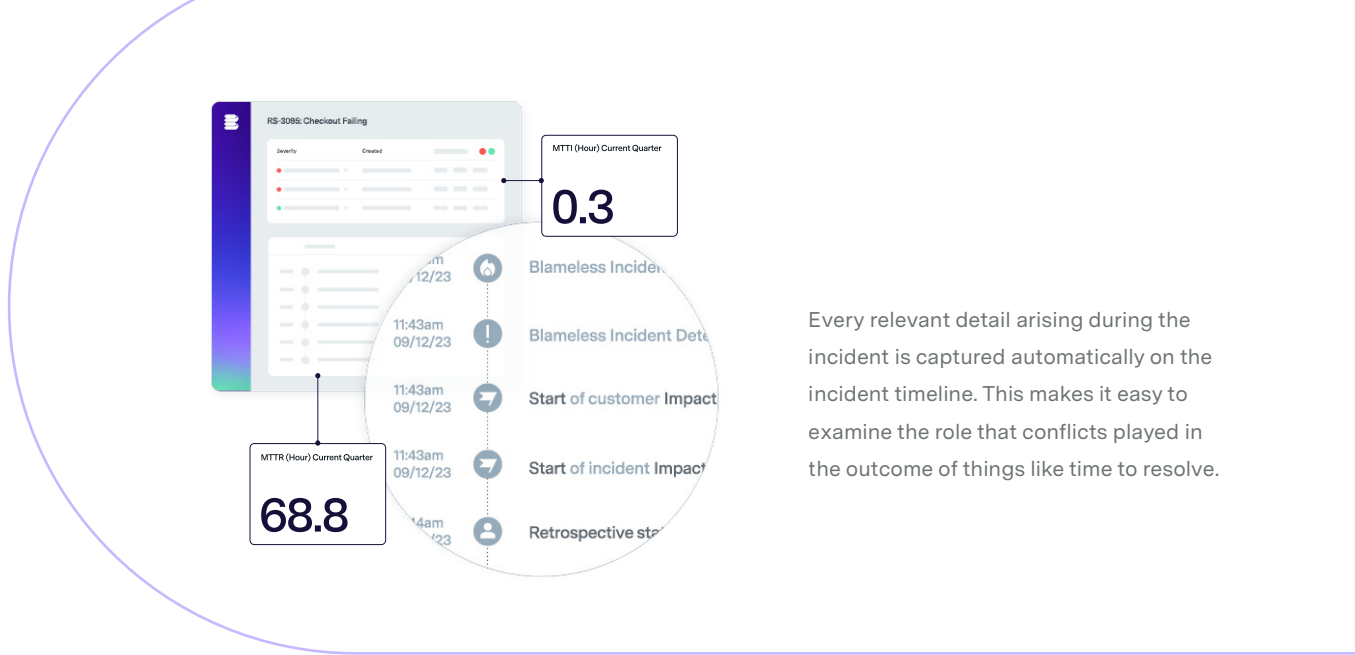 RS-3095: Checkout Failing
Severity Created
MTTI (Hour) Current Quarter
0.3
12/23
Blameless
11:43am
09/12/23
Blameless Incident
11:43am
09/12/23
Start of customer Impact
11:43am
09/12/23
Start of incident Impact
Retrospective
MTTR (Hour) Current Quarter
68.8
Every relevant detail arising during the
incident is captured automatically on the
incident timeline. This makes it easy to
examine the role that conflicts played in
the outcome of things like time to resolve.